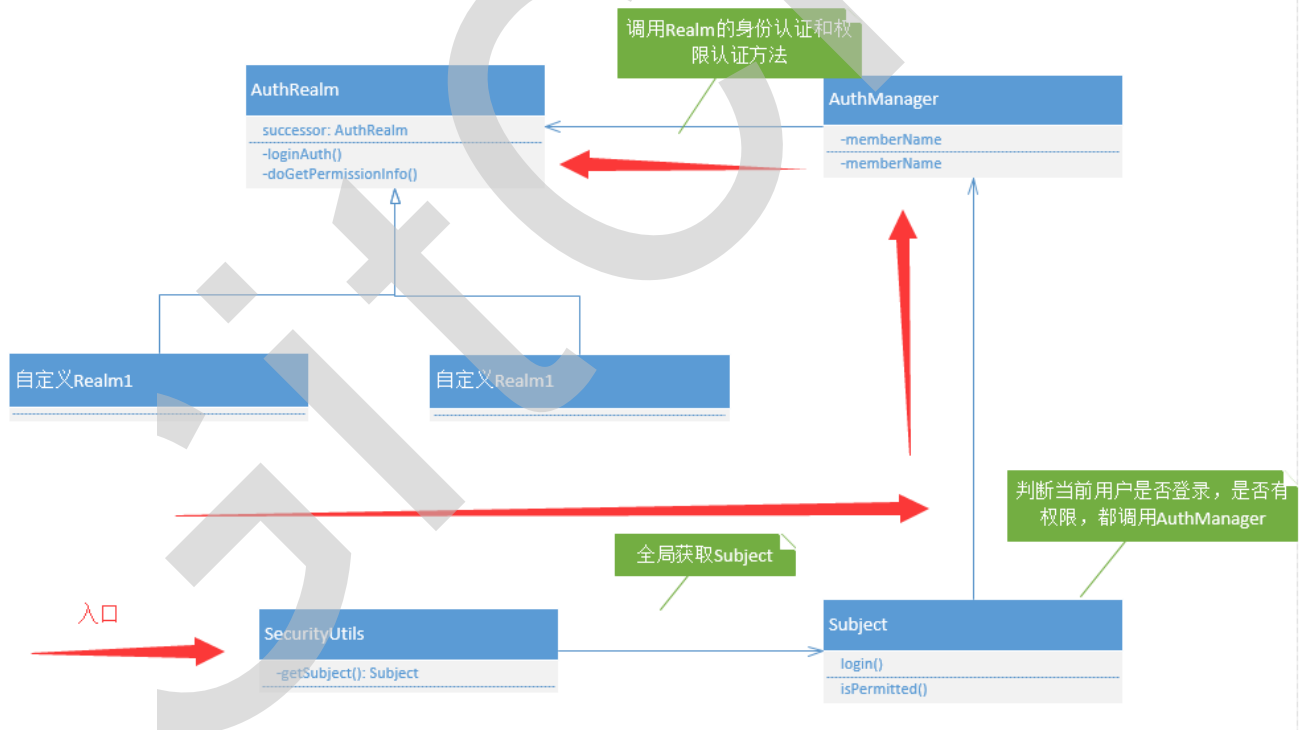 调用Realm的身份认证和权
限认证方法
AuthRealm
successor: AuthRealm
-loginAuth()
-doGetPermissionInfo()
AuthManager
-memberName
-memberName
自定义Realm1
自定义Realm1
判断当前用户是否登录，是否有
权限，都调用AuthManager
全局获取Subject
入口
SecurityUtils
-getSubject(): Subject
Subject
login()
isPermitted()